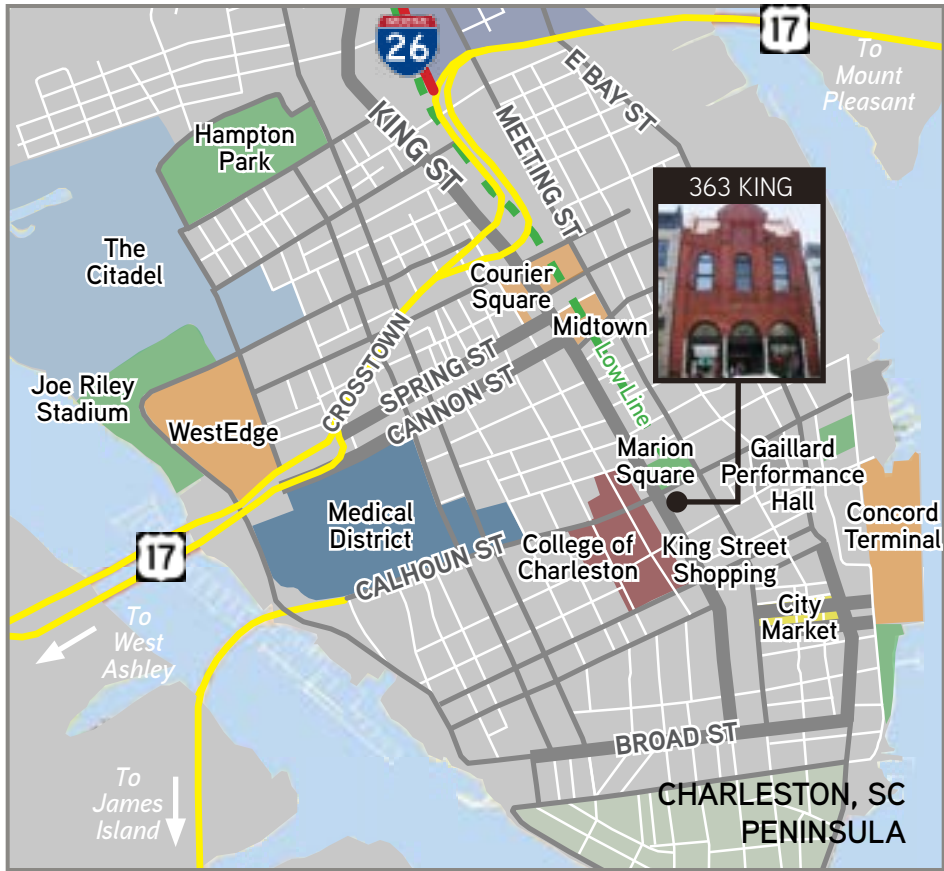 INTERSTATE
26
17
To
Mount
Pleasant
E BAY ST
KING ST
MEETING ST
Hampton
Park
363 KING
The
Citadel
Courier
Square
Midtown
Low Line
CROSSTOWN
SPRING ST
CANNON ST
Joe Riley
Stadium
WestEdge
Marion
Square
Gaillard
Performance
Hall
Medical
District
Concord
Terminal
College of
Charleston
King Street
Shopping
CALHOUN ST
17
City
Market
To
West
Ashley
BROAD ST
To
James
Island
CHARLESTON, SC
PENINSULA